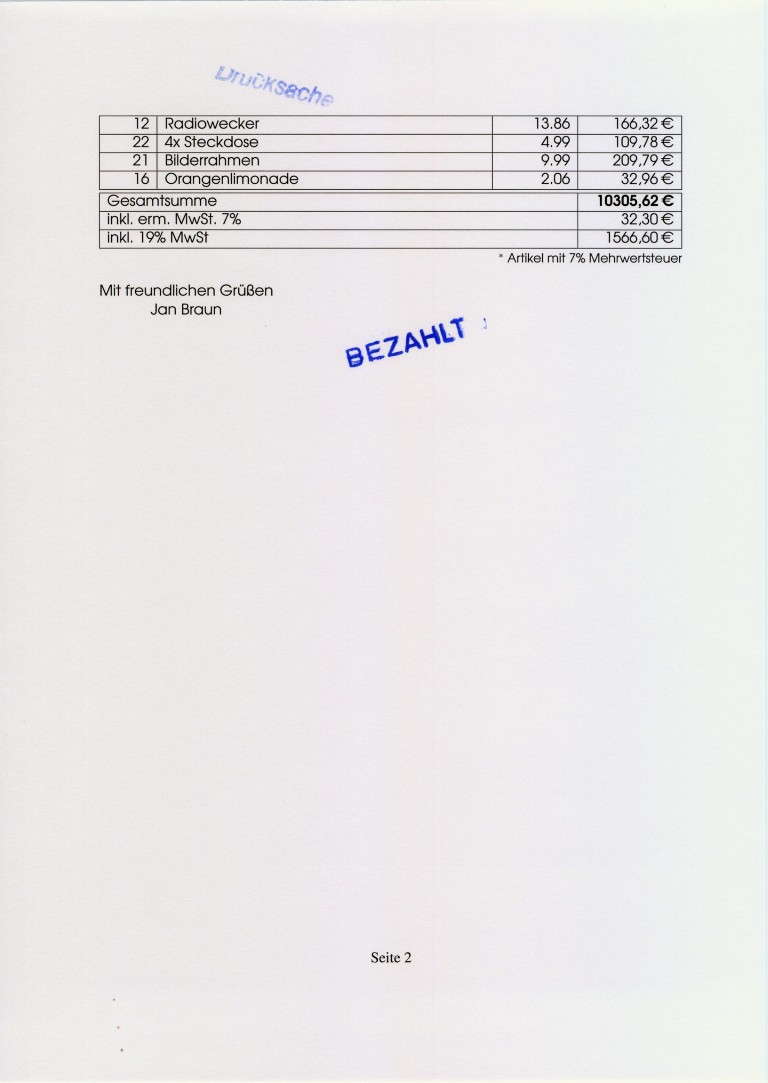 Drucksache
12 Radiowecker 13.86 166,32 €
22 4x Steckdose 4.99 109,78 €
21 Bilderrahmen 9.99 209,79 €
16 Orangenlimonade 2.06 32,96 €
Gesamtsumme 10305,62 €
inkl. erm. MwSt. 7% 32,30 €
inkl. 19% MwSt 1566,60 €
* Artikel mit 7% Mehrwertsteuer
Mit freundlichen Grüßen
Jan Braun
BEZAHLT
Seite 2